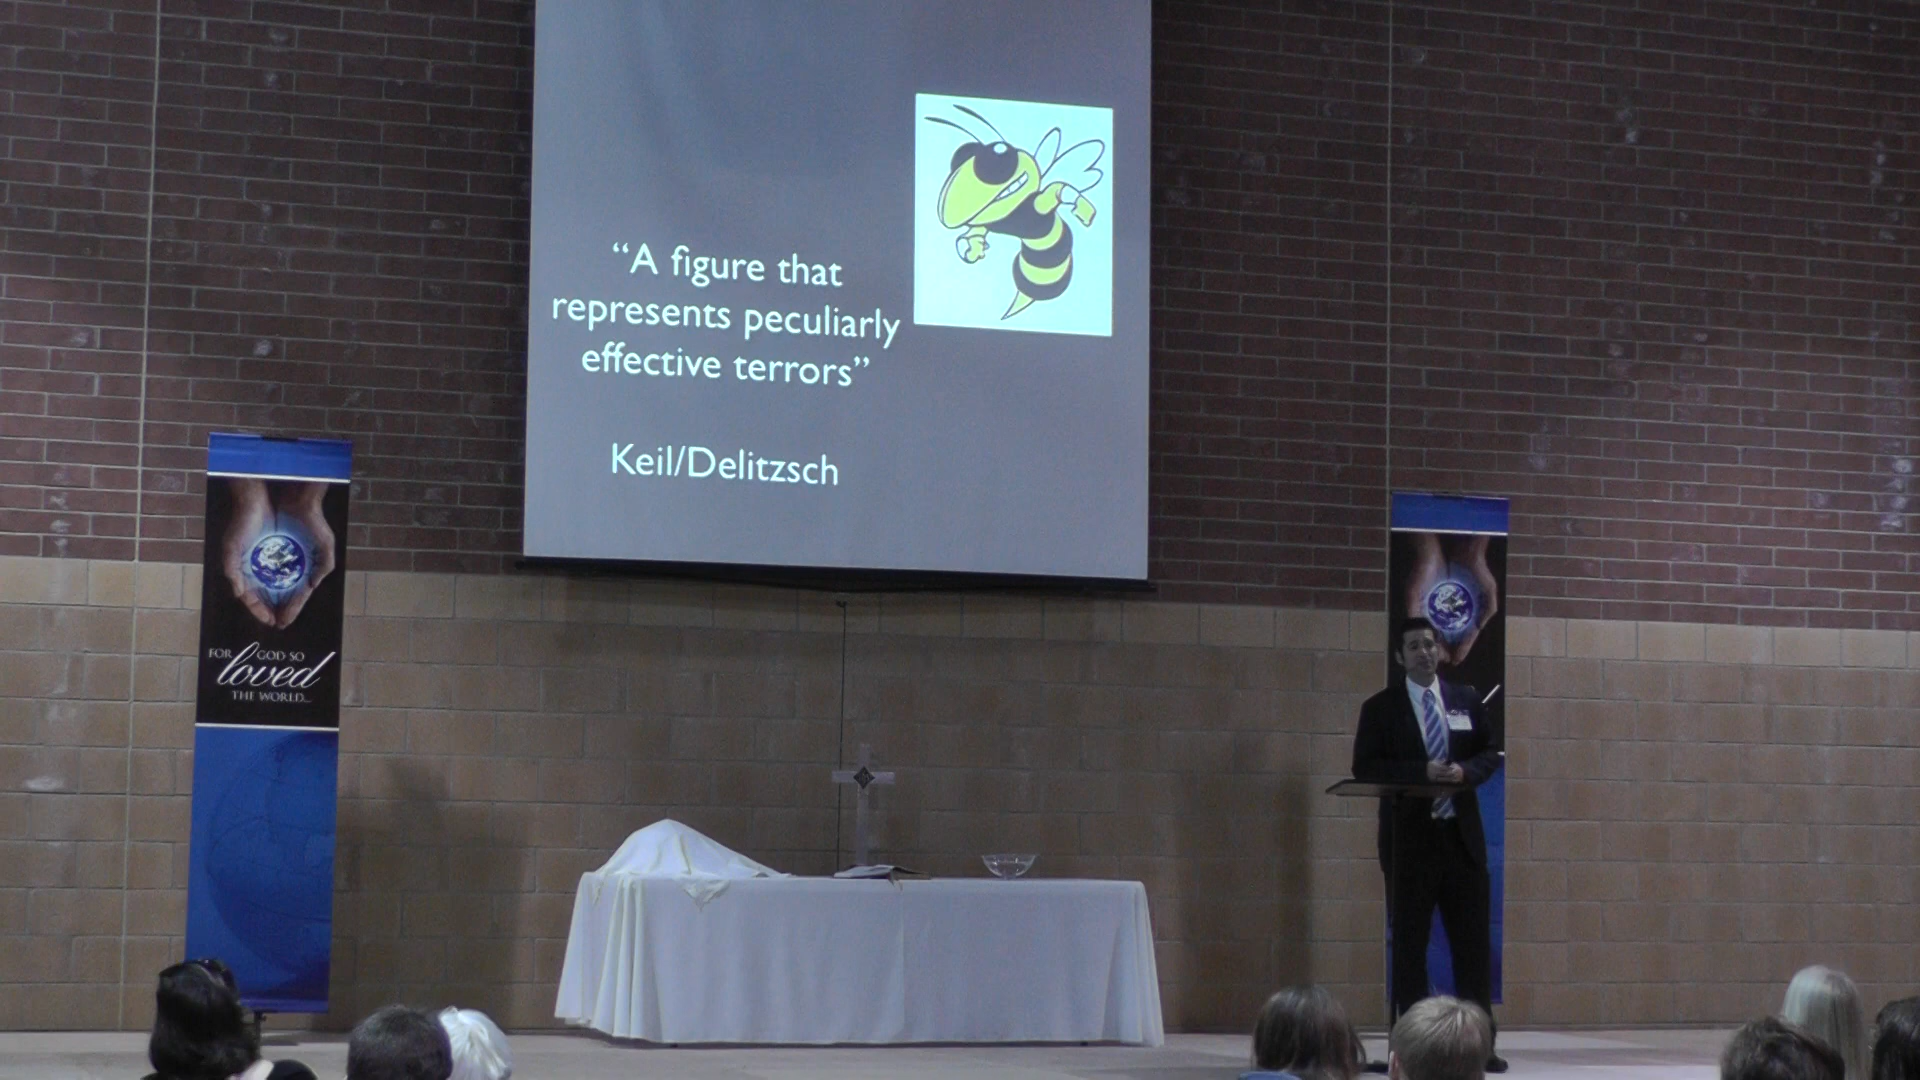 “A figure that
represents peculiarly
effective terrors”
Keil/Delitzsch
FOR GOD SO
loved
THE WORLD...